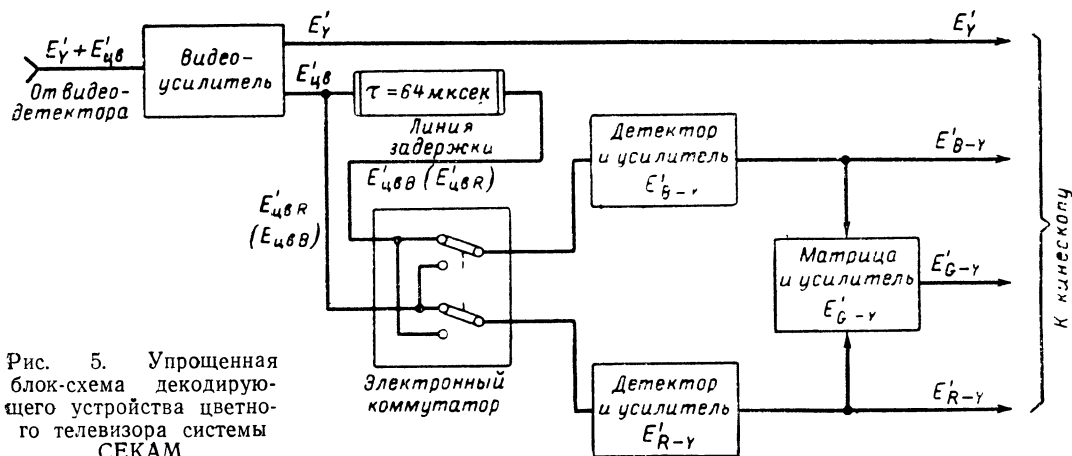 E′Y + E′цв
От видео-
детектора
Видео-
усилитель
E′Y
E′Y
E′цв
τ = 64 мксек
Линия
задержки
E′цвB (E′цвR)
E′цвR
(EцвB)
Электронный
коммутатор
Детектор
и усилитель
E′B–Y
E′B–Y
Матрица
и усилитель
E′G–Y
E′G–Y
Детектор
и усилитель
E′R–Y
E′R–Y
К кинескопу
Рис. 5. Упрощенная
блок-схема декодирую-
щего устройства цветно-
го телевизора системы
СЕКАМ